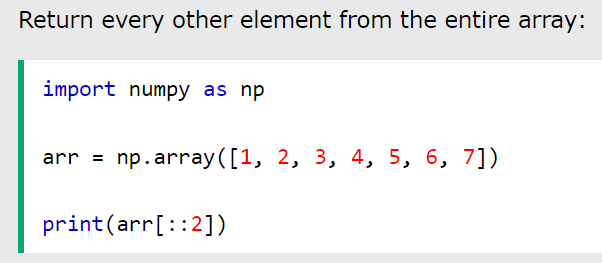 Return every other element from the entire array:
import numpy as np
arr = np.array([1, 2, 3, 4, 5, 6, 7])
print(arr[::2])